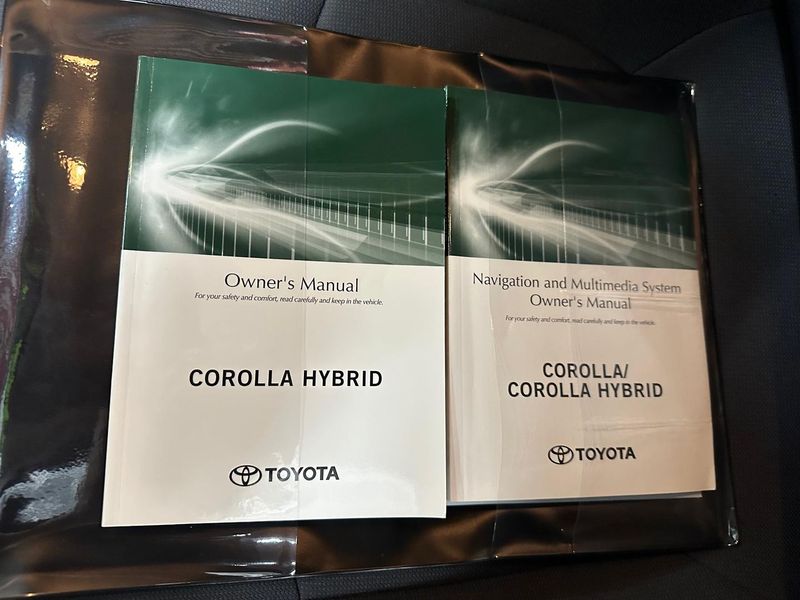 Owner's Manual
For your safety and comfort, read carefully and keep in the vehicle.
COROLLA HYBRID
TOYOTA
Navigation and Multimedia System
Owner's Manual
For your safety and comfort, read carefully and keep in the vehicle.
COROLLA/
COROLLA HYBRID
TOYOTA